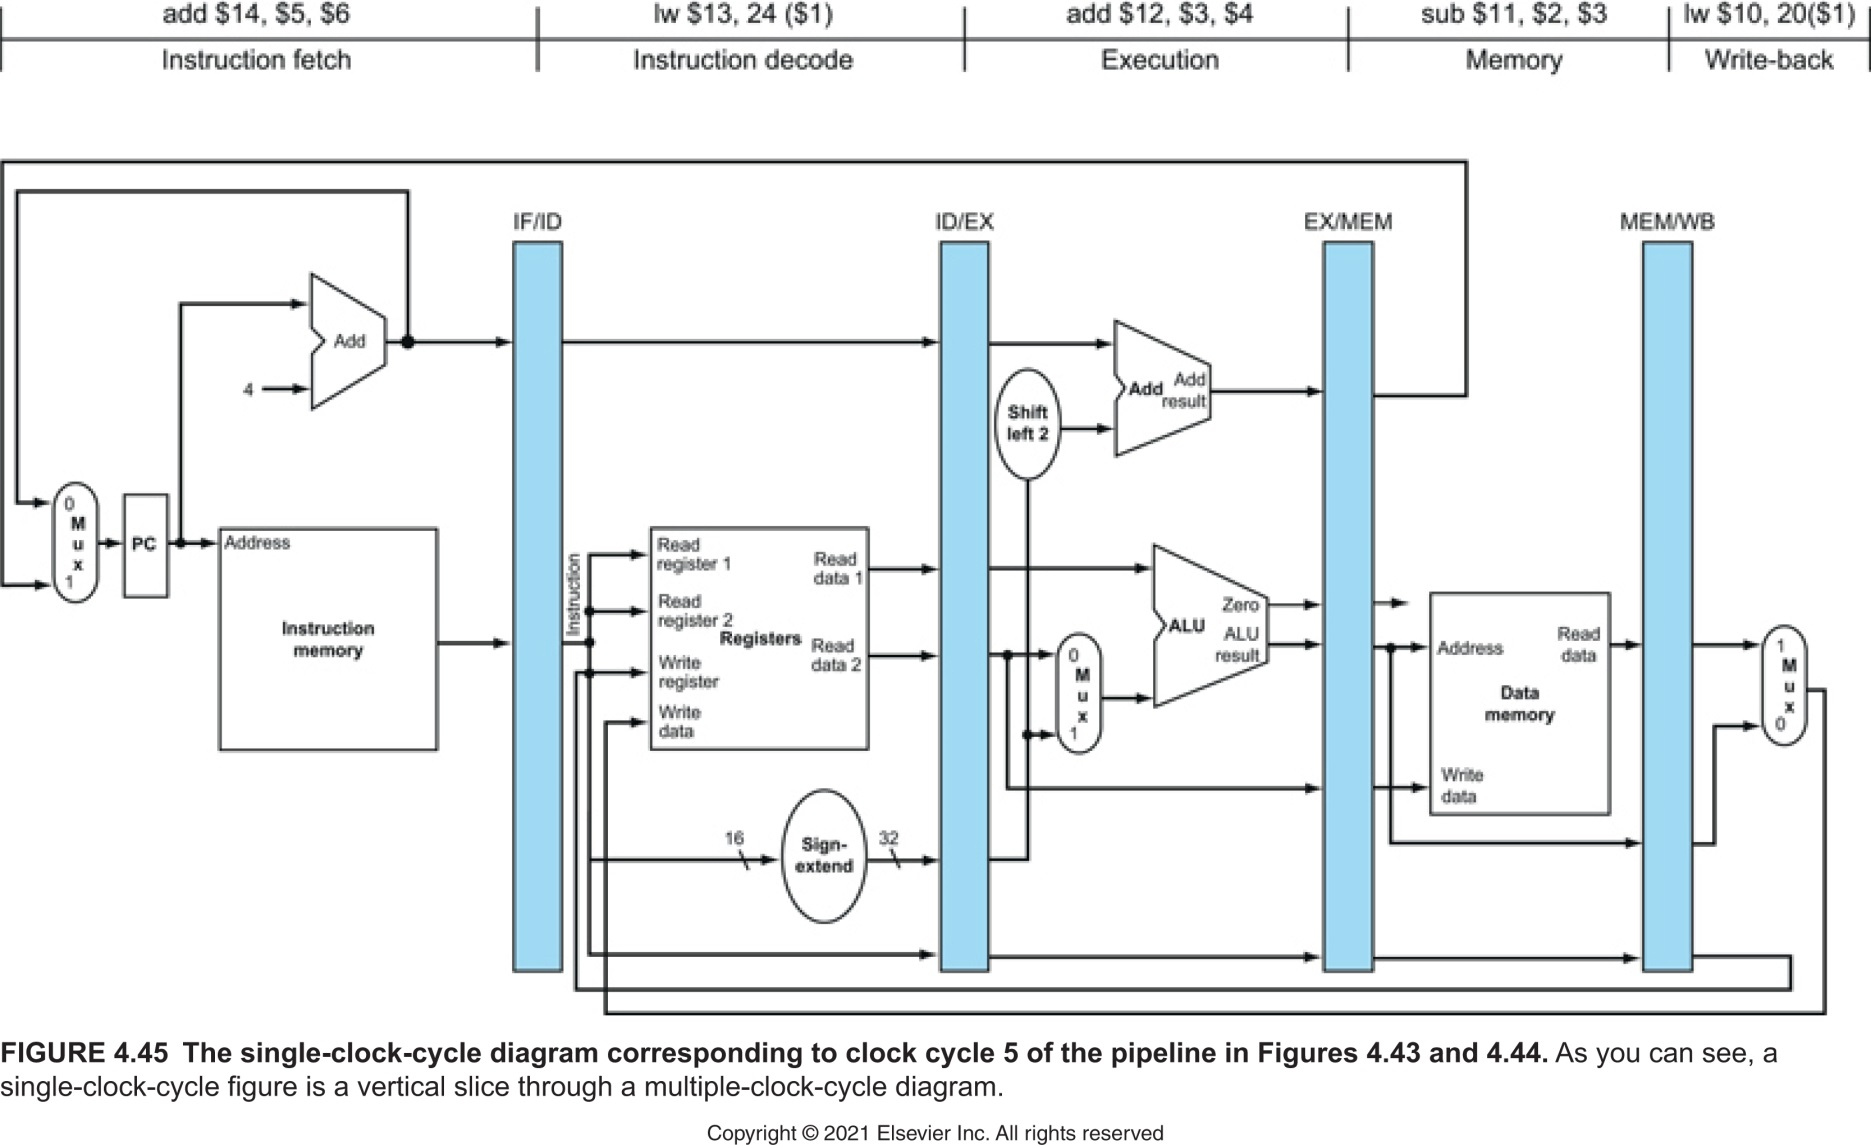 add $14, $5, $6
lw $13, 24 ($1)
add $12, $3, $4
sub $11, $2, $3
lw $10, 20($1)
Instruction fetch
Instruction decode
Execution
Memory
Write-back
IF/ID
ID/EX
EX/MEM
MEM/WB
Add
4
Add
Add
result
Shift
left 2
0
M
u
x
1
PC
Address
Instruction
memory
Instruction
Read
register 1
Read
register 2
Registers
Write
register
Write
data
Read
data 1
Read
data 2
16
Sign-
extend
32
0
M
u
x
1
Zero
ALU
ALU
result
Address
Read
data
Data
memory
Write
data
1
M
u
x
0
FIGURE 4.45 The single-clock-cycle diagram corresponding to clock cycle 5 of the pipeline in Figures 4.43 and 4.44. As you can see, a
single-clock-cycle figure is a vertical slice through a multiple-clock-cycle diagram.
Copyright © 2021 Elsevier Inc. All rights reserved